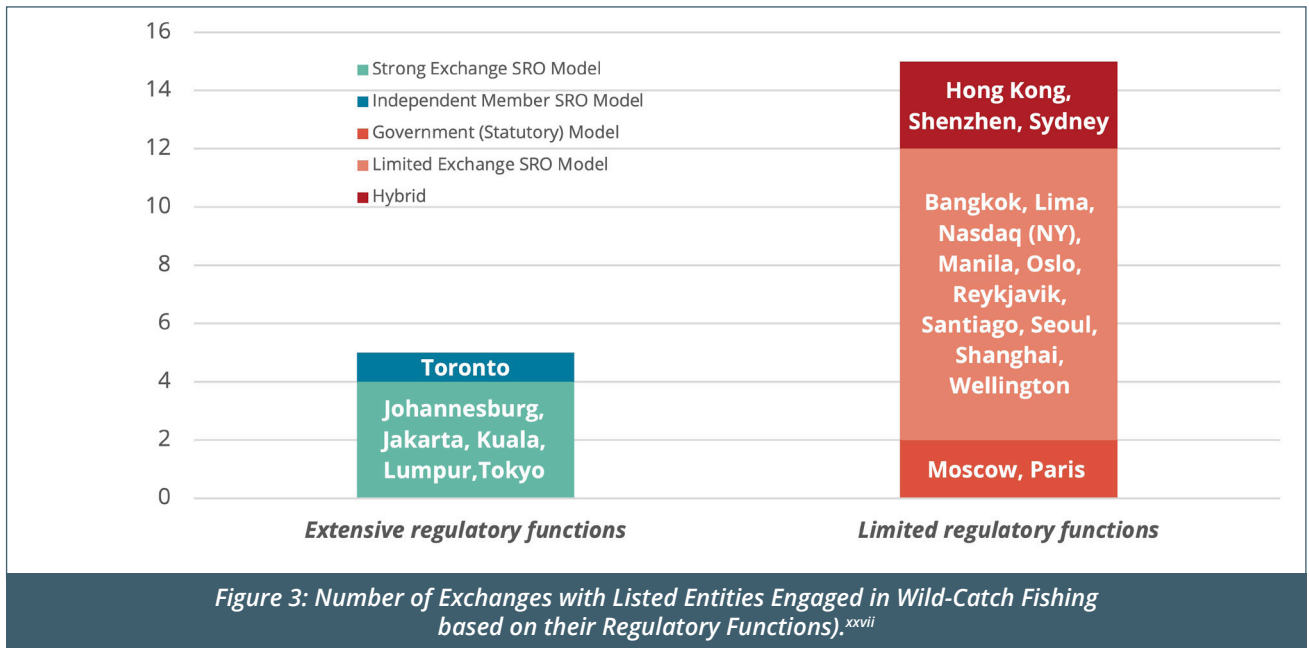 16
14
12
10
8
6
4
2
0
Strong Exchange SRO Model
Independent Member SRO Model
Government (Statutory) Model
Limited Exchange SRO Model
Hybrid
Toronto
Johannesburg,
Jakarta, Kuala,
Lumpur,Tokyo
Hong Kong,
Shenzhen, Sydney
Bangkok, Lima,
Nasdaq (NY),
Manila, Oslo,
Reykjavik,
Santiago, Seoul,
Shanghai,
Wellington
Moscow, Paris
Extensive regulatory functions
Limited regulatory functions
Figure 3: Number of Exchanges with Listed Entities Engaged in Wild-Catch Fishing
based on their Regulatory Functions).xxvii